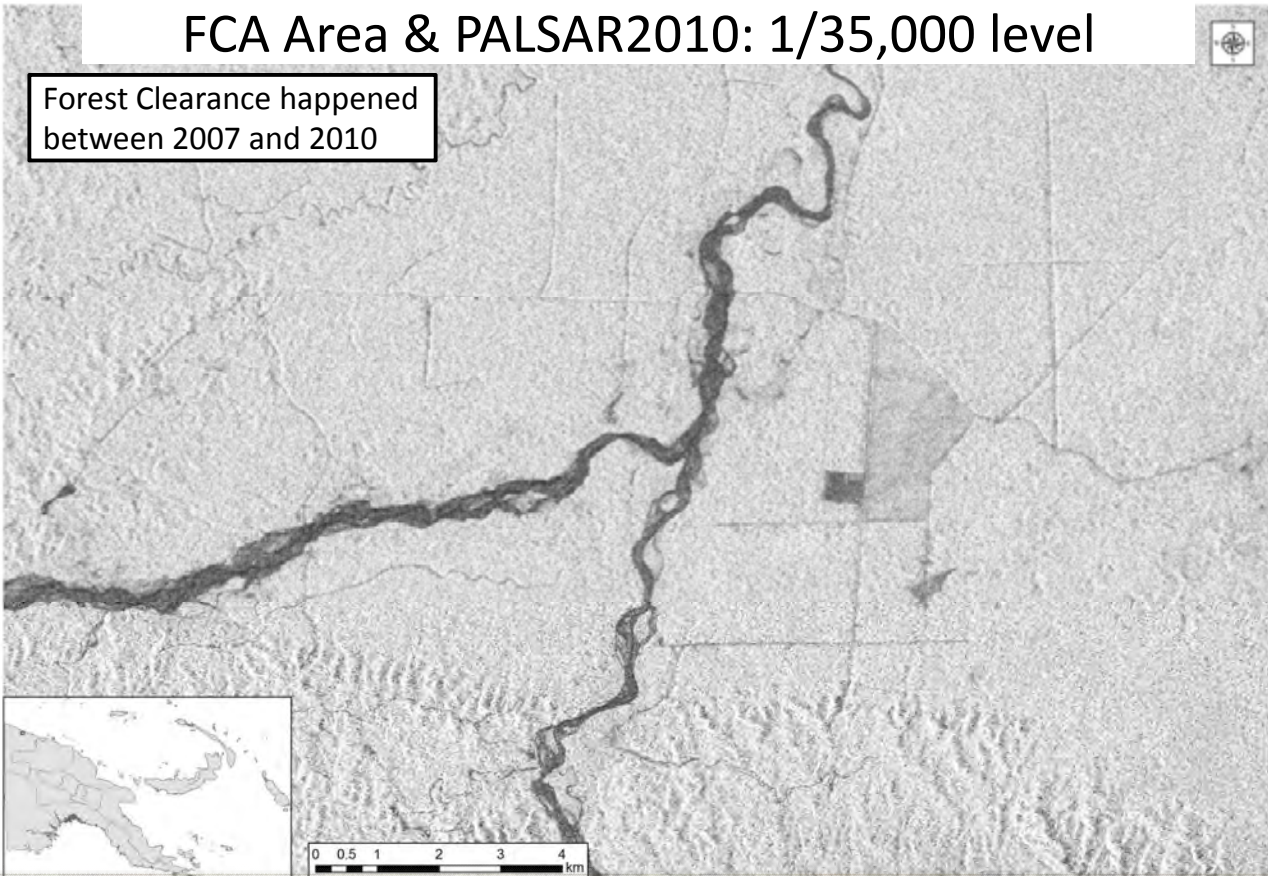 FCA Area & PALSAR2010: 1/35,000 level
Forest Clearance happened
between 2007 and 2010
0 0.5 1 2 3 4
km